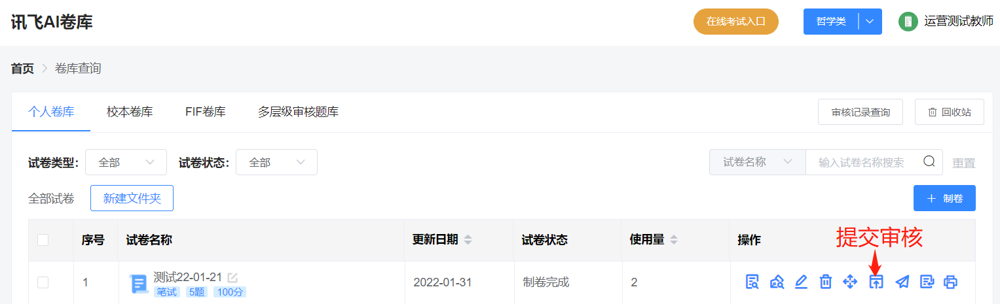 讯飞AI卷库
在线考试入口
哲学类
运营测试教师
首页 > 卷库查询
个人卷库 校本卷库 FIF卷库 多层级审核题库
审核记录查询
回收站
试卷类型: 全部 试卷状态: 全部
试卷名称 输入试卷名称搜索 重置
全部试卷 新建文件夹
+ 制卷
序号 试卷名称 更新日期 试卷状态 使用量 操作
提交审核
1 测试22-01-21 2022-01-31 制卷完成 2
笔试 5题 100分